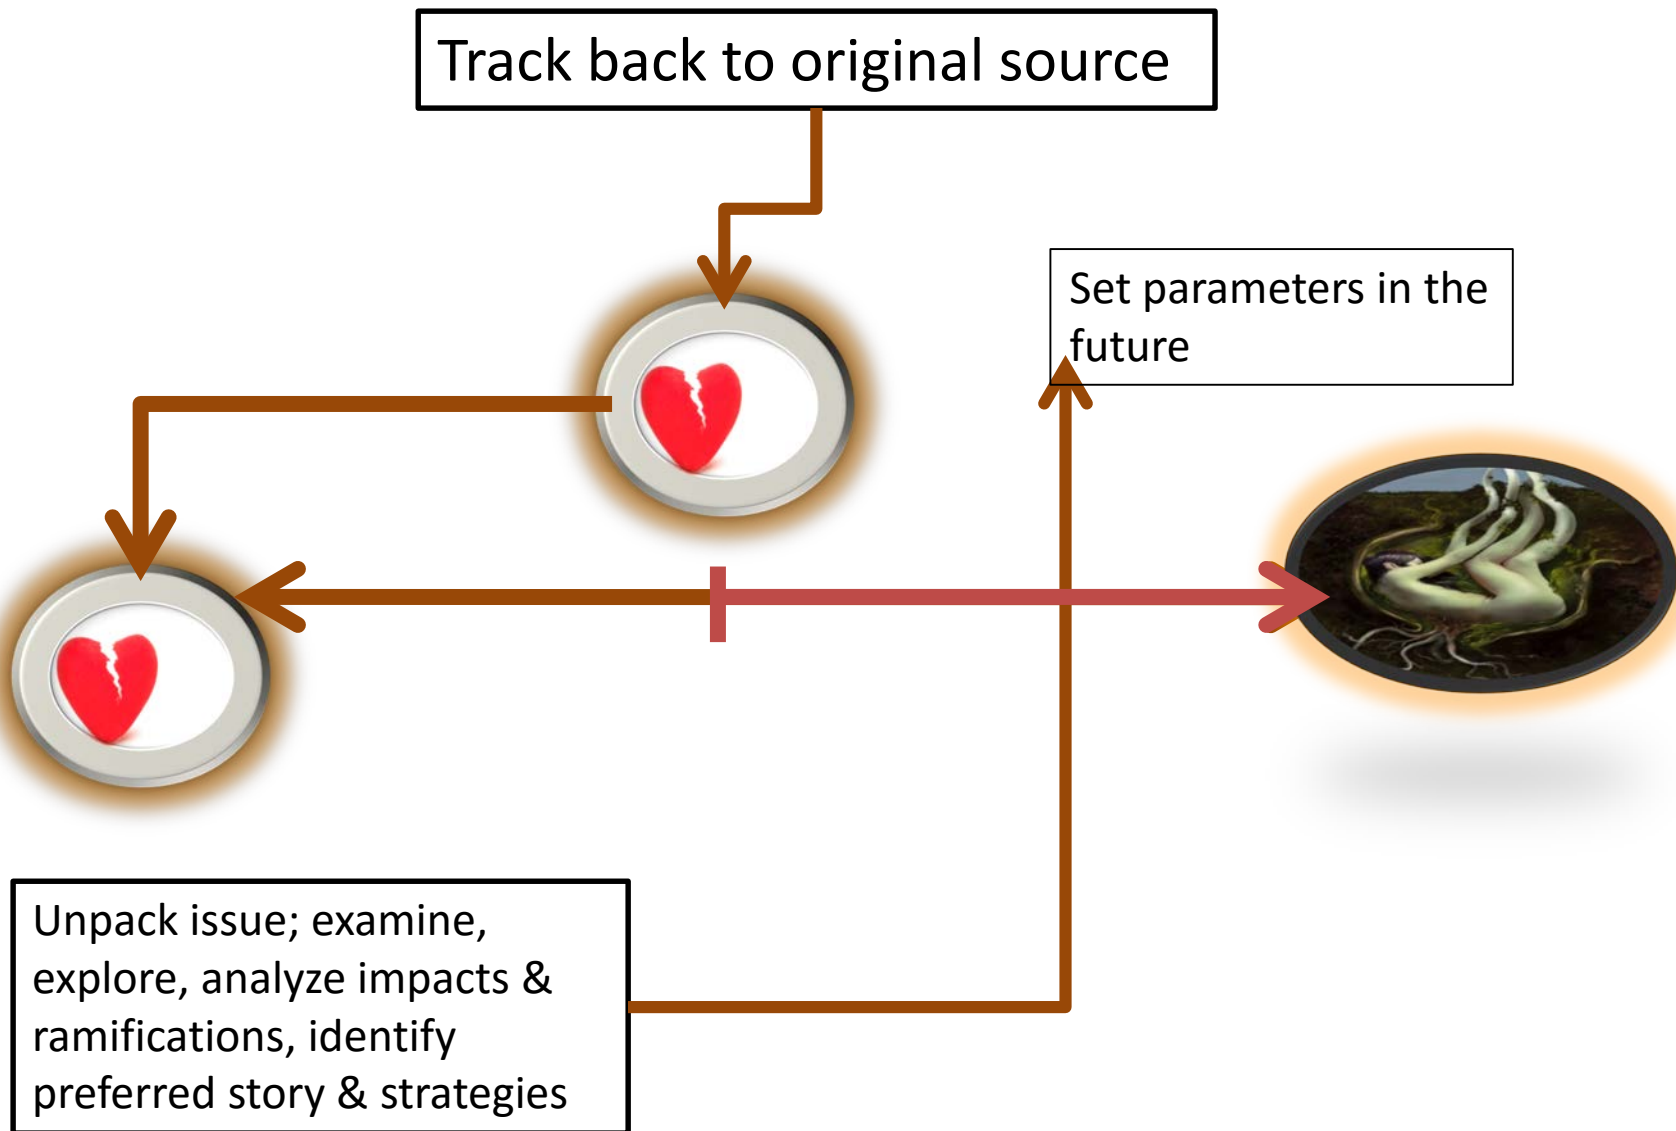 Track back to original source
Set parameters in the
future
Unpack issue; examine,
explore, analyze impacts &
ramifications, identify
preferred story & strategies